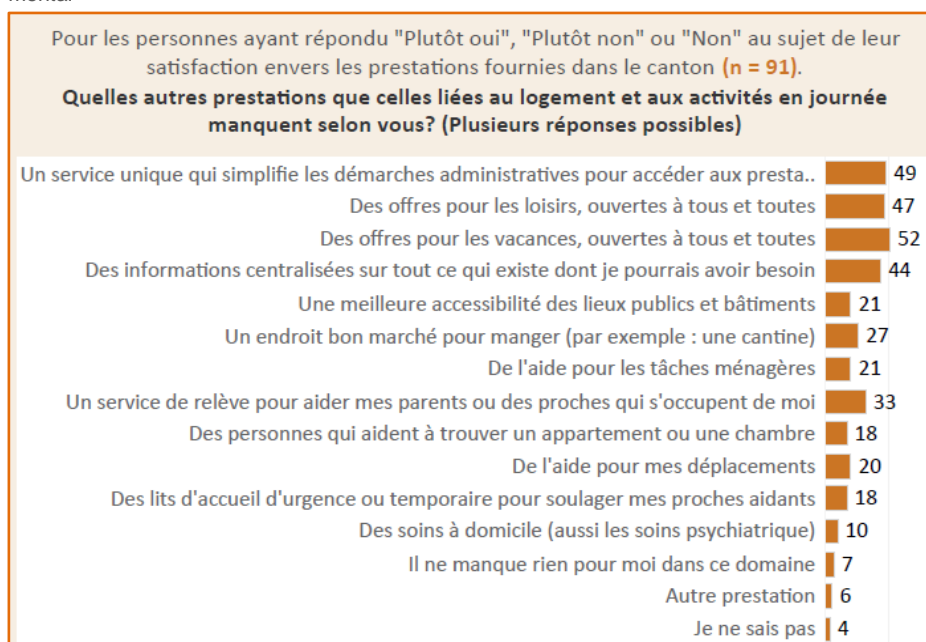 Pour les personnes ayant répondu "Plutôt oui", "Plutôt non" ou "Non" au sujet de leur
satisfaction envers les prestations fournies dans le canton (n = 91).
Quelles autres prestations que celles liées au logement et aux activités en journée
manquent selon vous? (Plusieurs réponses possibles)
Un service unique qui simplifie les démarches administratives pour accéder aux presta.. 49
Des offres pour les loisirs, ouvertes à tous et toutes 47
Des offres pour les vacances, ouvertes à tous et toutes 52
Des informations centralisées sur tout ce qui existe dont je pourrais avoir besoin 44
Une meilleure accessibilité des lieux publics et bâtiments 21
Un endroit bon marché pour manger (par exemple : une cantine) 27
De l'aide pour les tâches ménagères 21
Un service de relève pour aider mes parents ou des proches qui s'occupent de moi 33
Des personnes qui aident à trouver un appartement ou une chambre 18
De l'aide pour mes déplacements 20
Des lits d'accueil d'urgence ou temporaire pour soulager mes proches aidants 18
Des soins à domicile (aussi les soins psychiatrique) 10
Il ne manque rien pour moi dans ce domaine 7
Autre prestation 6
Je ne sais pas 4